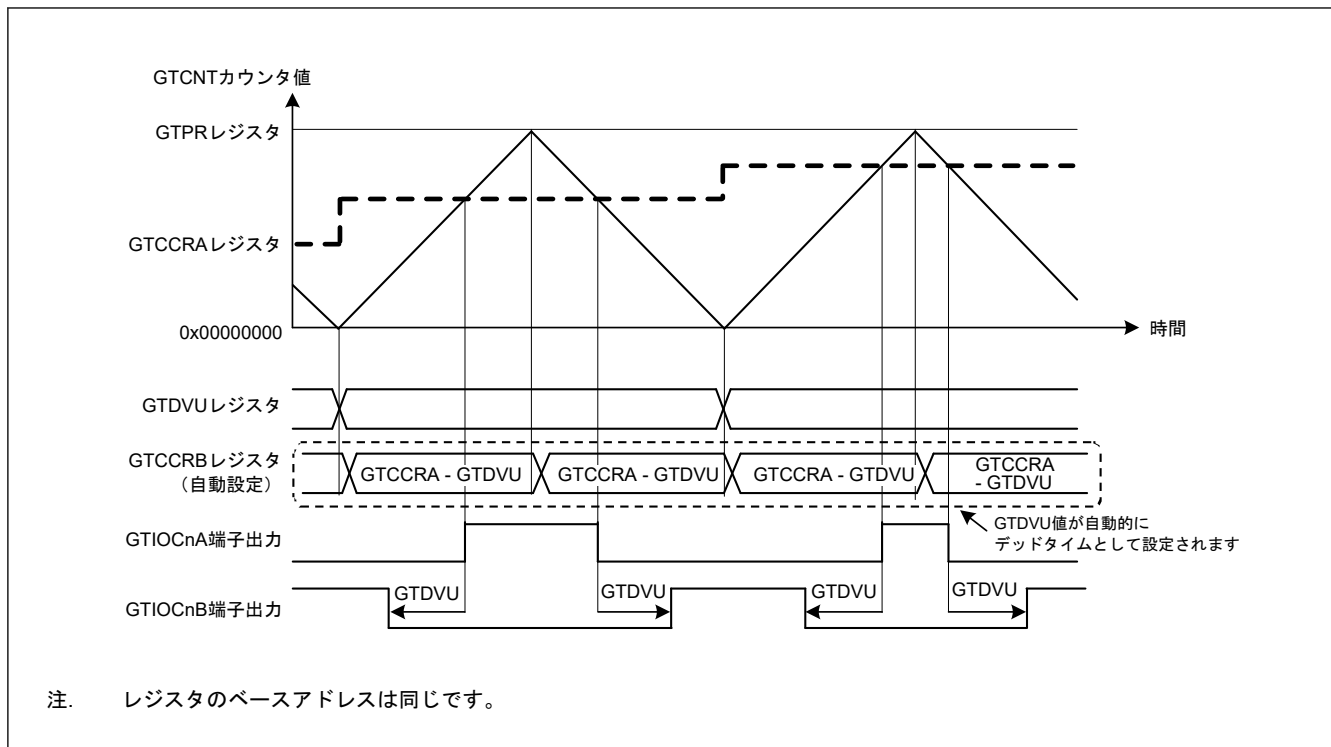 GTCNTカウンタ値
GTPRレジスタ
GTCCRAレジスタ
0x00000000
時間
GTDVUレジスタ
GTCCRBレジスタ
（自動設定）
GTCCRA - GTDVU
GTCCRA - GTDVU
GTCCRA - GTDVU
GTCCRA
- GTDVU
GTDVU値が自動的に
デッドタイムとして設定されます
GTIOCnA端子出力
GTDVU
GTDVU
GTDVU
GTDVU
GTIOCnB端子出力
注. レジスタのベースアドレスは同じです。